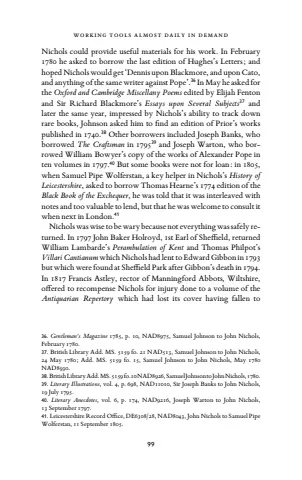 WORKING TOOLS ALMOST DAILY IN DEMAND
Nichols could provide useful materials for his work. In February
1780 he asked to borrow the last edition of Hughes's Letters; and
hoped Nichols would get 'Dennis upon Blackmore, and upon Cato,
and anything of the same writer against Pope'.36 In May he asked for
the Oxford and Cambridge Miscellany Poems edited by Elijah Fenton
and Sir Richard Blackmore's Essays upon Several Subjects37 and
later the same year, impressed by Nichols's ability to track down
rare books, Johnson asked him to find an edition of Prior's works
published in 1740.38 Other borrowers included Joseph Banks, who
borrowed The Craftsman in 179539 and Joseph Warton, who bor-
rowed William Bowyer's copy of the works of Alexander Pope in
ten volumes in 1797.40 But some books were not for loan: in 1805,
when Samuel Pipe Wolferstan, a key helper in Nichols's History of
Leicestershire, asked to borrow Thomas Hearne's 1774 edition of the
Black Book of the Exchequer, he was told that it was interleaved with
notes and too valuable to lend, but that he was welcome to consult it
when next in London.41
Nichols was wise to be wary because not everything was safely re-
turned. In 1797 John Baker Holroyd, 1st Earl of Sheffield, returned
William Lambarde's Perambulation of Kent and Thomas Philpot's
Villari Cantianum which Nichols had lent to Edward Gibbon in 1793
but which were found at Sheffield Park after Gibbon's death in 1794.
In 1817 Francis Astley, rector of Manningford Abbots, Wiltshire,
offered to recompense Nichols for injury done to a volume of the
Antiquarian Repertory which had lost its cover having fallen to
36. Gentleman's Magazine 1785, p. 10, NAD8975, Samuel Johnson to John Nichols,
February 1780.
37. British Library Add. MS. 5159 fo. 21 NAD513, Samuel Johnson to John Nichols,
24 May 1780; Add. MS. 5159 fo. 15, Samuel Johnson to John Nichols, May 1780
NAD8990.
38. British Library Add. MS. 5159 fo. 20 NAD8926, Samuel Johnson to John Nichols, 1780.
39. Literary Illustrations, vol. 4, p. 698, NAD11020, Sir Joseph Banks to John Nichols,
19 July 1795.
40. Literary Anecdotes, vol. 6, p. 174, NAD9216, Joseph Warton to John Nichols,
13 September 1797.
41. Leicestershire Record Office, DE6308/28, NAD8043, John Nichols to Samuel Pipe
Wolferstan, 11 September 1805.
99